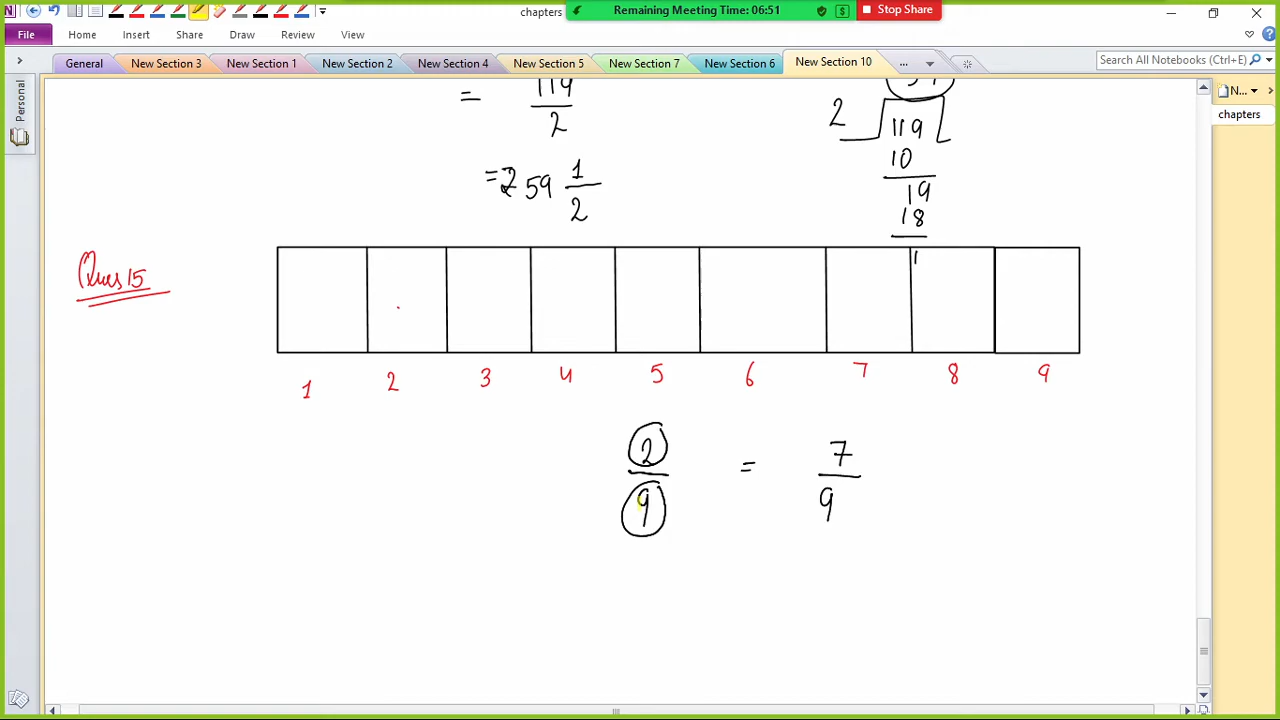 chapters
Remaining Meeting Time: 06:51
$
Stop Share
File Home Insert Share Draw Review View
General New Section 3 New Section 1 New Section 2 New Section 4 New Section 5 New Section 7 New Section 6 New Section 10 ...
Search All Notebooks (Ctrl+E)
Personal
N...
chapters
= 119/2
2 119
10
19
18
1
= 59 1/2
Ques 15
1 2 3 4 5 6 7 8 9
2/9 = 7/9